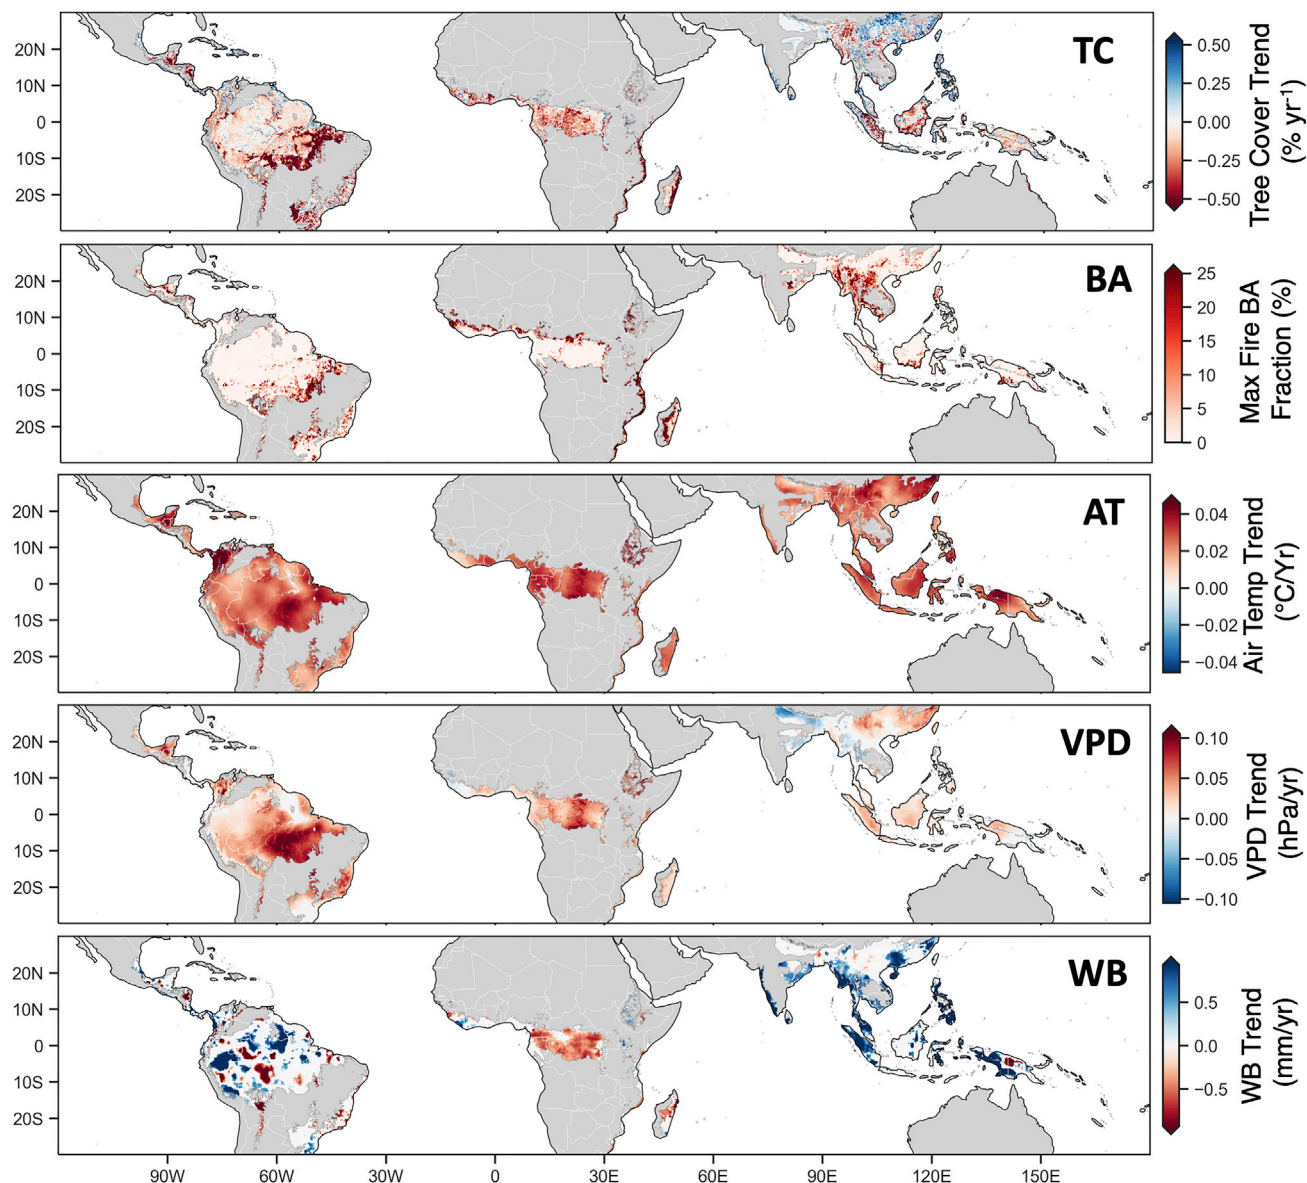 20N
10N
0
10S
20S
TC
0.50
0.25
0.00
−0.25
−0.50
Tree Cover Trend
(% yr⁻¹)
20N
10N
0
10S
20S
BA
25
20
15
10
5
0
Max Fire BA
Fraction (%)
20N
10N
0
10S
20S
AT
0.04
0.02
0.00
−0.02
−0.04
Air Temp Trend
(°C/Yr)
20N
10N
0
10S
20S
VPD
0.10
0.05
0.00
−0.05
−0.10
VPD Trend
(hPa/yr)
20N
10N
0
10S
20S
WB
0.5
0.0
−0.5
WB Trend
(mm/yr)
90W 60W 30W 0 30E 60E 90E 120E 150E